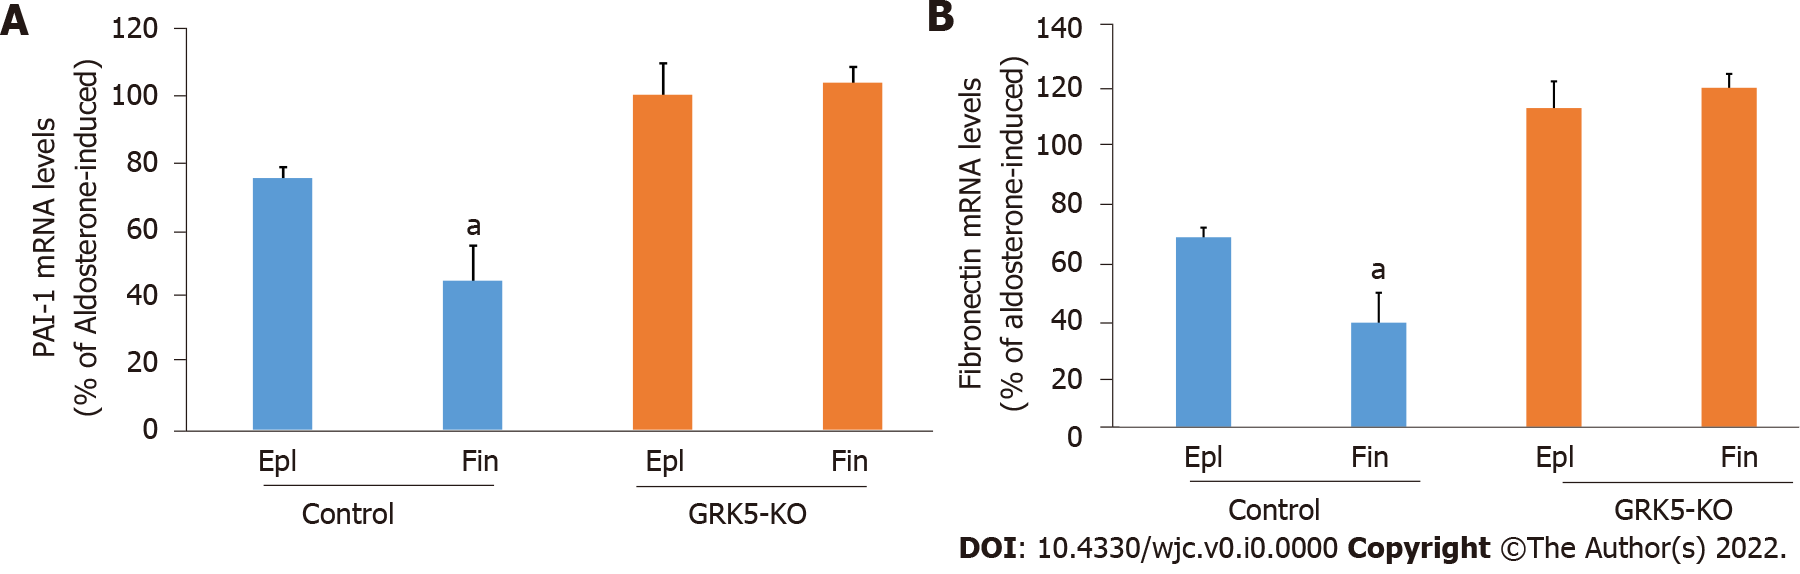 A
PAI-1 mRNA levels
(% of Aldosterone-induced)
120
100
80
60
40
20
0
a
Epl Fin Epl Fin
Control GRK5-KO
B
Fibronectin mRNA levels
(% of aldosterone-induced)
140
120
100
80
60
40
20
0
a
Epl Fin Epl Fin
Control GRK5-KO
DOI: 10.4330/wjc.v0.i0.0000 Copyright ©The Author(s) 2022.